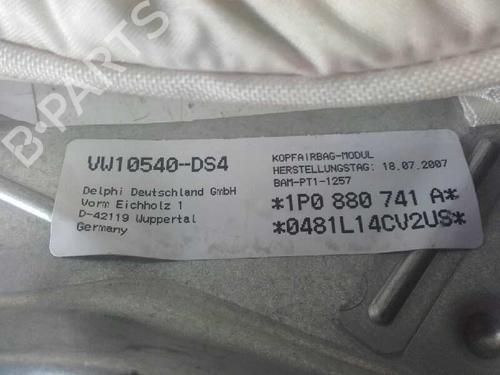 B-PARTS
VW10540-DS4
Delphi Deutschland GmbH
Vorm Eichholz 1
D-42119 Wuppertal
Germany
KOPFAIRBAG-MODUL
HERSTELLUNGSTAG: 18.07.2007
BAM-PT1-1257
*1P0 880 741 A*
*0481L14CV2US*